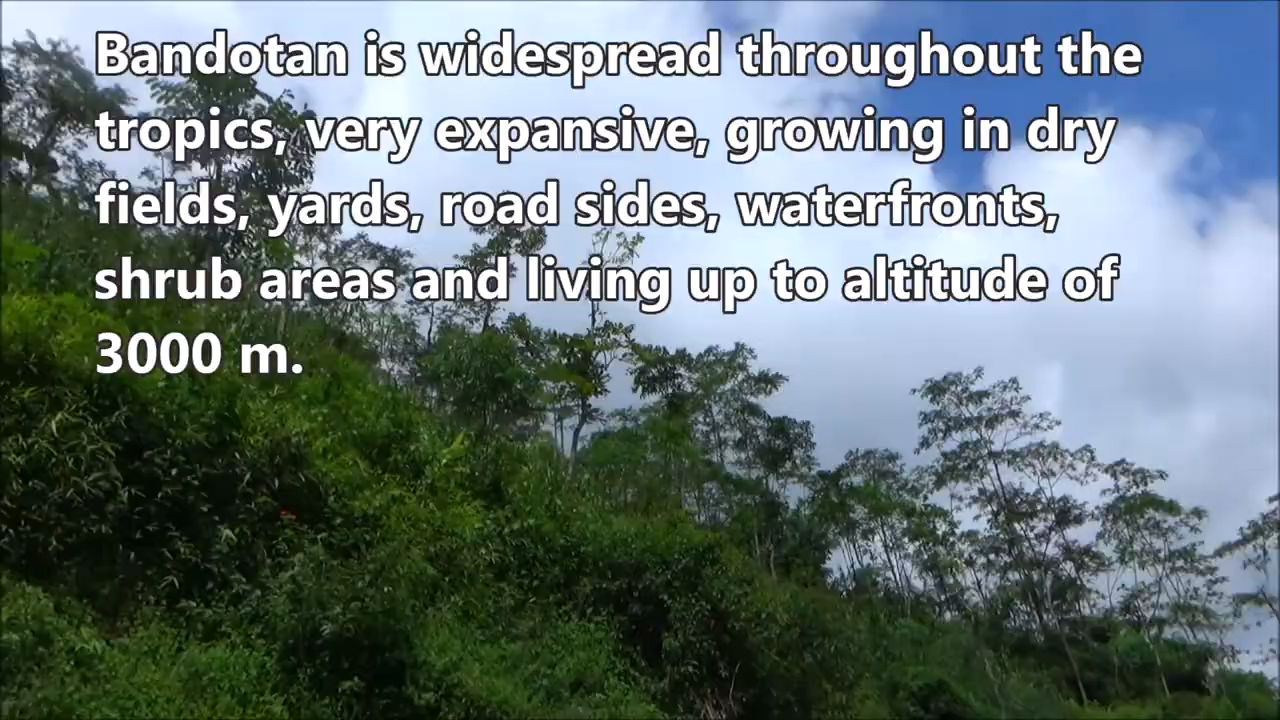 Bandotan is widespread throughout the
tropics, very expansive, growing in dry
fields, yards, road sides, waterfronts,
shrub areas and living up to altitude of
3000 m.